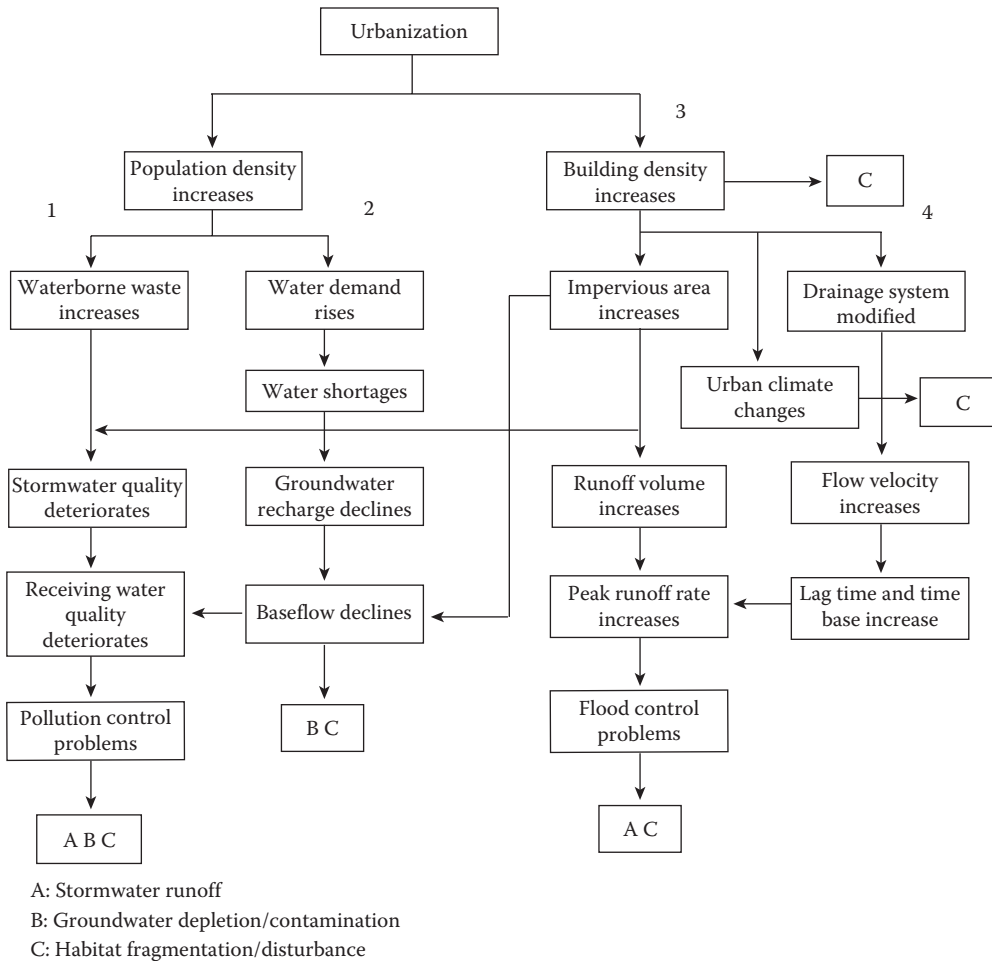 Urbanization
3
Population density
increases
Building density
increases
C
1
2
4
Waterborne waste
increases
Water demand
rises
Impervious area
increases
Drainage system
modified
Water shortages
Urban climate
changes
C
Stormwater quality
deteriorates
Groundwater
recharge declines
Runoff volume
increases
Flow velocity
increases
Receiving water
quality
deteriorates
Baseflow declines
Peak runoff rate
increases
Lag time and time
base increase
Pollution control
problems
B C
Flood control
problems
A B C
A C
A: Stormwater runoff
B: Groundwater depletion/contamination
C: Habitat fragmentation/disturbance